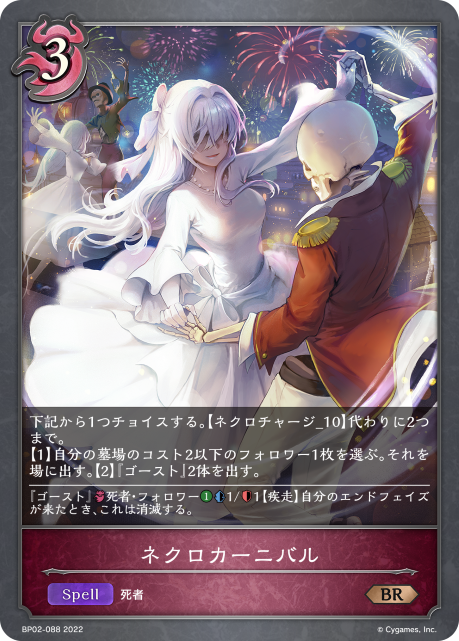 3
下記から1つチョイスする。【ネクロチャージ_10】代わりに2つ
まで。
【1】自分の墓場のコスト2以下のフォロワー1枚を選ぶ。それを
場に出す。【2】『ゴースト』2体を出す。
『ゴースト』死者・フォロワー1 1/1【疾走】自分のエンドフェイズ
が来たとき、これは消滅する。
ネクロカーニバル
Spell 死者 BR
BP02-088 2022 © Cygames, Inc.